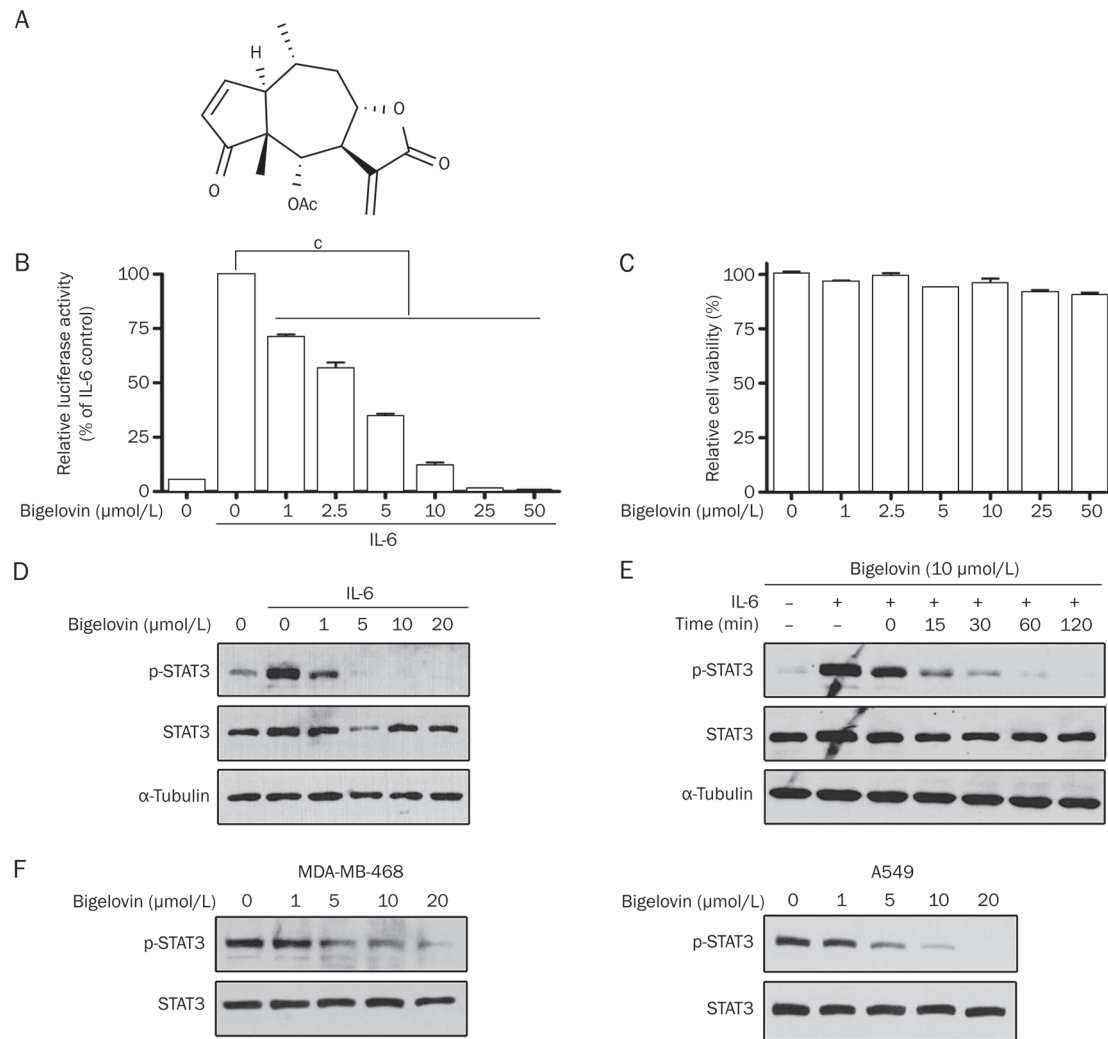 A
H
O
O
O
OAc
B
c
Relative luciferase activity
(% of IL-6 control)
100
75
50
25
0
Bigelovin (μmol/L) 0 0 1 2.5 5 10 25 50
IL-6
C
Relative cell viability (%)
100
75
50
25
0
Bigelovin (μmol/L) 0 1 2.5 5 10 25 50
D
IL-6
Bigelovin (μmol/L) 0 0 1 5 10 20
p-STAT3
STAT3
α-Tubulin
E
Bigelovin (10 μmol/L)
IL-6 – + + + + + +
Time (min) – – 0 15 30 60 120
p-STAT3
STAT3
α-Tubulin
F
MDA-MB-468
Bigelovin (μmol/L) 0 1 5 10 20
p-STAT3
STAT3
A549
Bigelovin (μmol/L) 0 1 5 10 20
p-STAT3
STAT3